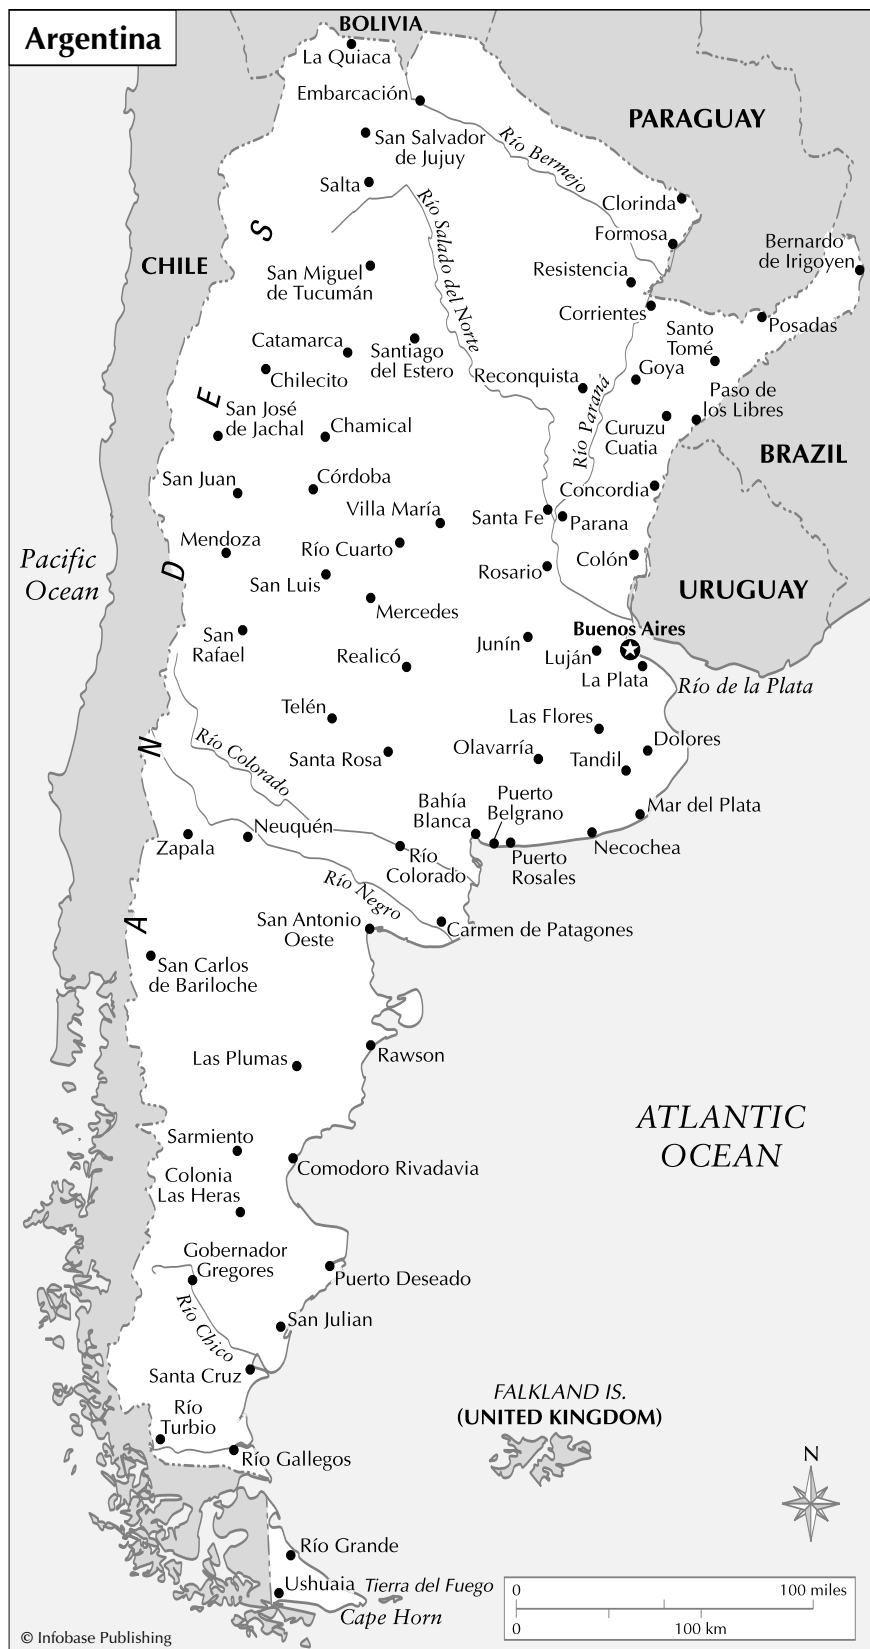 Argentina
BOLIVIA
La Quiaca
Embarcación
San Salvador
de Jujuy
Río Bermejo
PARAGUAY
Salta
Río Salado del Norte
Clorinda
Formosa
S
CHILE
San Miguel
de Tucumán
Resistencia
Bernardo
de Irigoyen
Corrientes
Posadas
Catamarca
Santiago
del Estero
Santo
Tomé
Chilecito
Reconquista
Goya
E
San José
de Jachal
Chamical
Río Paraná
Curuzu
Cuatia
Paso de
los Libres
BRAZIL
San Juan
Córdoba
Villa María
Concordia
Santa Fe
Parana
Pacific
Ocean
Mendoza
Río Cuarto
Colón
D
San Luis
Rosario
Mercedes
URUGUAY
San
Rafael
Realicó
Junín
Buenos Aires
Luján
La Plata
Río de la Plata
Telén
Las Flores
N
Río Colorado
Santa Rosa
Olavarría
Tandil
Dolores
Bahía
Blanca
Puerto
Belgrano
Mar del Plata
Zapala
Neuquén
Río
Colorado
Puerto
Rosales
Necochea
Río Negro
A
San Antonio
Oeste
Carmen de Patagones
San Carlos
de Bariloche
Las Plumas
Rawson
ATLANTIC
OCEAN
Sarmiento
Comodoro Rivadavia
Colonia
Las Heras
Gobernador
Gregores
Puerto Deseado
Río Chico
San Julian
Santa Cruz
FALKLAND IS.
(UNITED KINGDOM)
Río
Turbio
Río Gallegos
N
Río Grande
Ushuaia
Tierra del Fuego
Cape Horn
0 100 miles
0 100 km
© Infobase Publishing